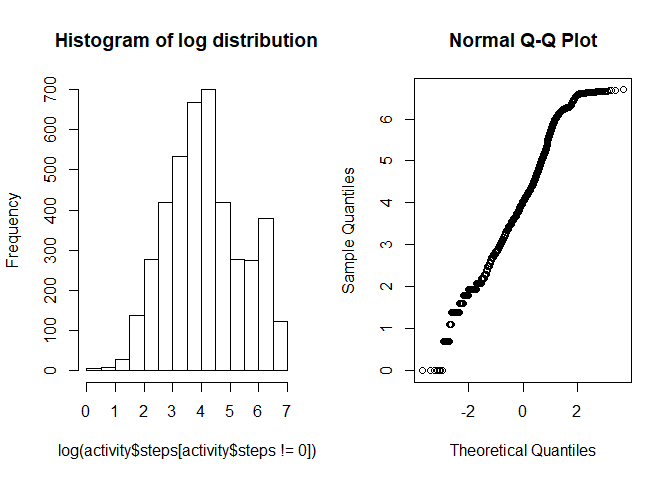 Histogram of log distribution
Frequency
0 100 200 300 400 500 600 700
0 1 2 3 4 5 6 7
log(activity$steps[activity$steps != 0])
Normal Q-Q Plot
Sample Quantiles
0 1 2 3 4 5 6
-2 0 2
Theoretical Quantiles